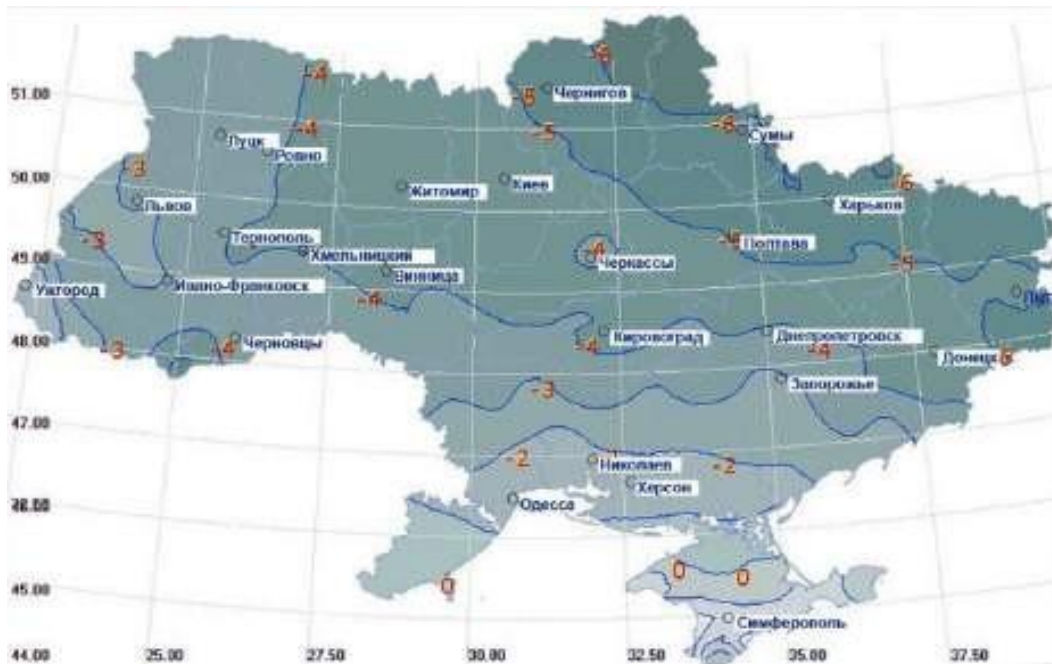 -6
-4
51.00
-5
Чернигов
-4
-5
-6
Сумы
Луцк
Ровно
-3
50.00
Житомир
Киев
-6
Львов
Харьков
-3
Тернополь
-5
Полтава
49.00
Хмельницкий
-4
Черкассы
-5
Ужгород
Ивано-Франковск
Винница
-4
48.00
-3
-4
Черновцы
-4
Кировоград
Днепропетровск
-4
Донецк
-3
Запорожье
47.00
-2
Николаев
-2
Херсон
Одесса
0
0
0
45.00
Симферополь
44.00
25.00
27.50
30.00
32.50
35.00
37.50